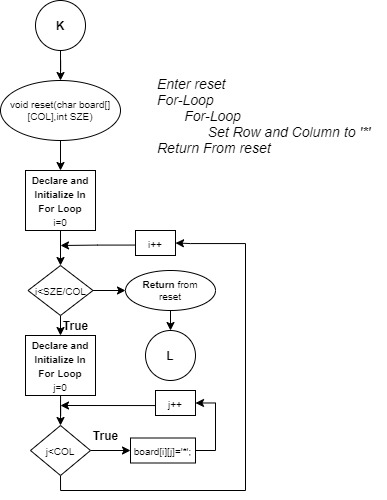 K
void reset(char board[]
[COL],int SZE)
Enter reset
For-Loop
For-Loop
Set Row and Column to '*'
Return From reset
Declare and
Initialize In
For Loop
i=0
i++
i<SZE/COL
Return from
reset
True
L
Declare and
Initialize In
For Loop
j=0
j++
j<COL
True
board[i][j]='*';